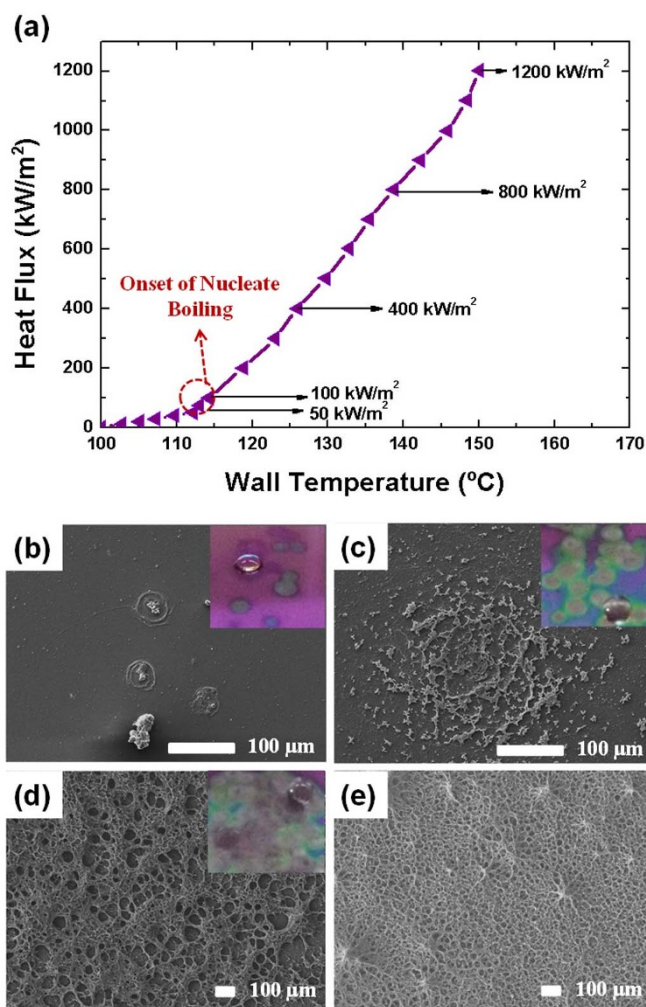 (a)
1200
1000
800
600
400
200
0
Heat Flux (kW/m²)
1200 kW/m²
800 kW/m²
Onset of Nucleate
Boiling
400 kW/m²
100 kW/m²
50 kW/m²
100 110 120 130 140 150 160 170
Wall Temperature (ºC)
(b)
100 µm
(c)
100 µm
(d)
100 µm
(e)
100 µm